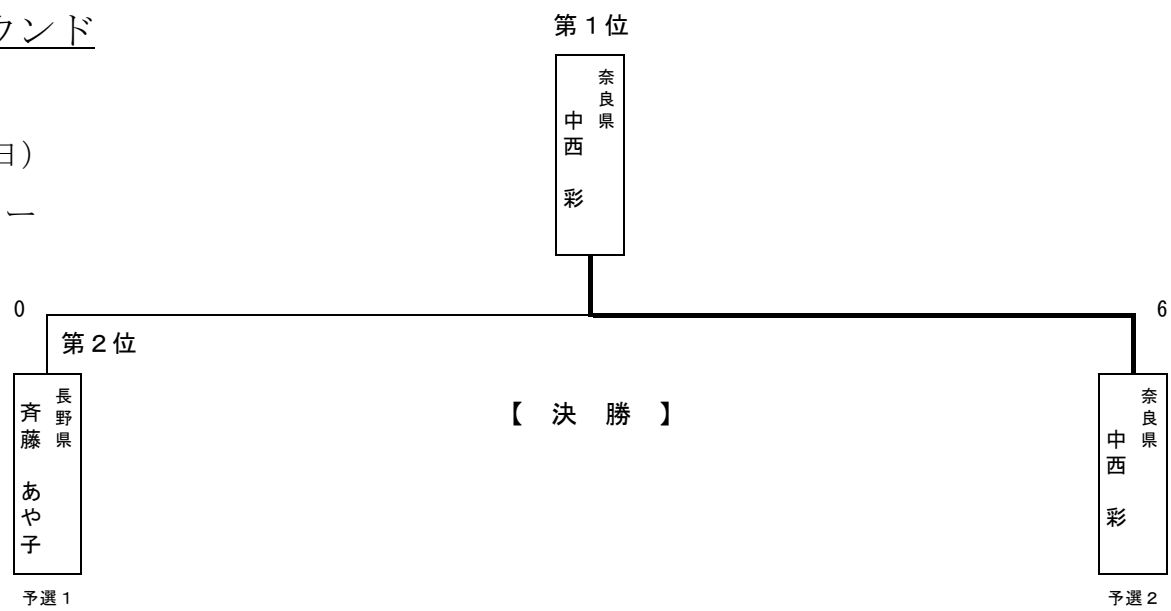 ウンド
第1位
奈良県
中西 彩
日)
ー
0
6
第2位
長野県
斉藤 あや子
【 決 勝 】
奈良県
中西 彩
予選1
予選2